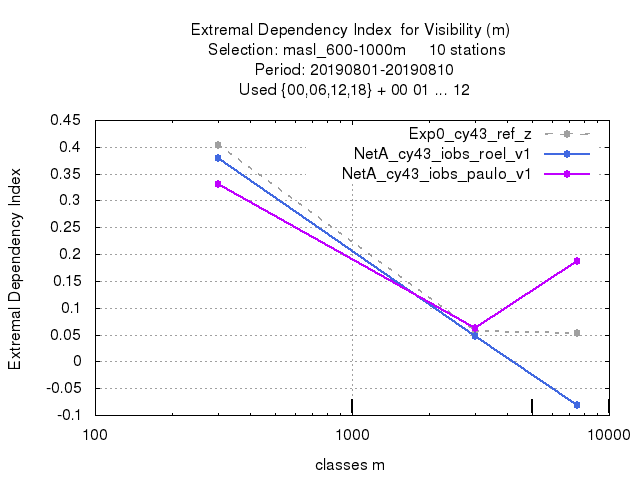 Extremal Dependency Index  for Visibility (m)
Selection: masl_600-1000m     10 stations
Period: 20190801-20190810
Used {00,06,12,18} + 00 01 ... 12
Exp0_cy43_ref_z
NetA_cy43_iobs_roel_v1
NetA_cy43_iobs_paulo_v1
Extremal Dependency Index
0.45
0.4
0.35
0.3
0.25
0.2
0.15
0.1
0.05
0
-0.05
-0.1
100
1000
10000
classes m